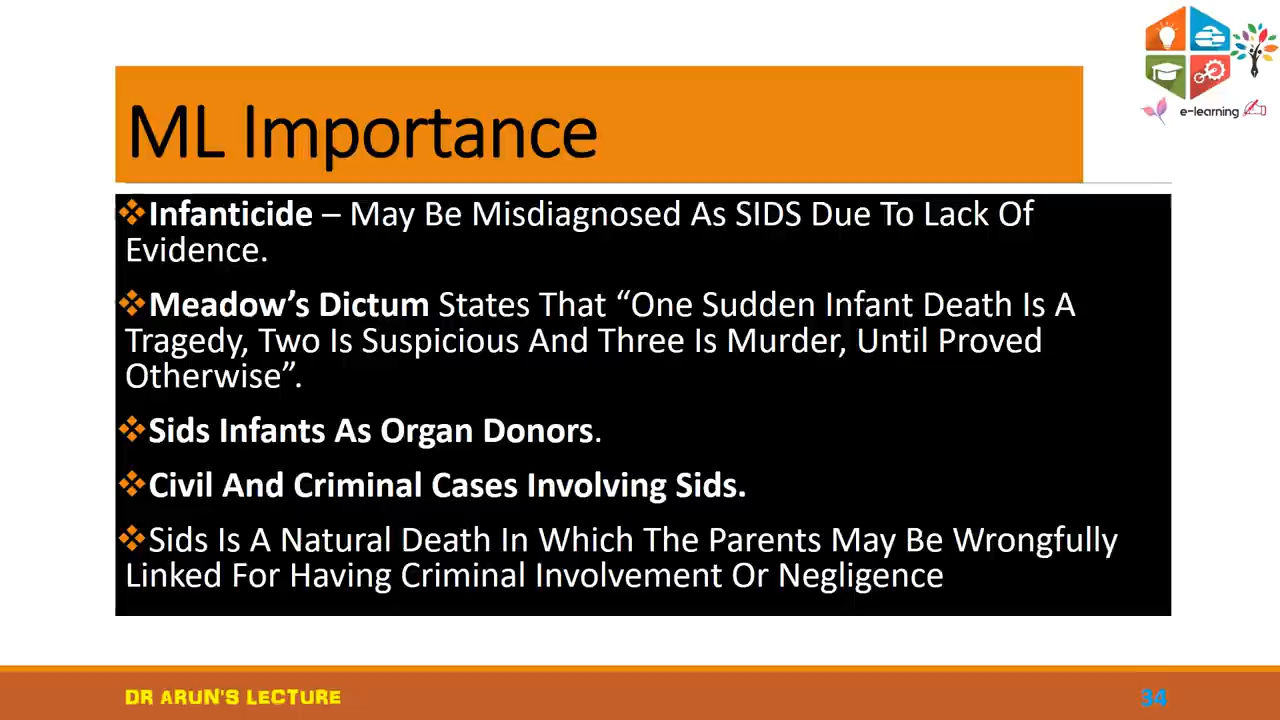 e-learning
ML Importance
❖Infanticide – May Be Misdiagnosed As SIDS Due To Lack Of
Evidence.
❖Meadow’s Dictum States That “One Sudden Infant Death Is A
Tragedy, Two Is Suspicious And Three Is Murder, Until Proved
Otherwise”.
❖Sids Infants As Organ Donors.
❖Civil And Criminal Cases Involving Sids.
❖Sids Is A Natural Death In Which The Parents May Be Wrongfully
Linked For Having Criminal Involvement Or Negligence
DR ARUN'S LECTURE
34